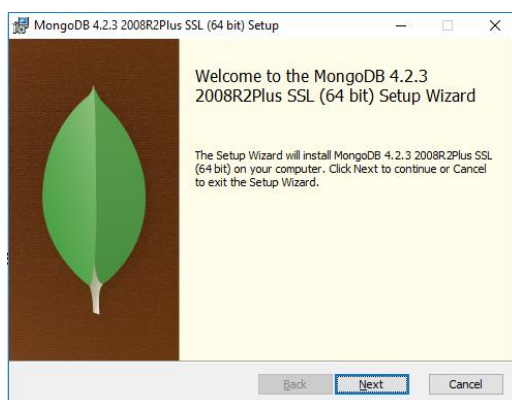 MongoDB 4.2.3 2008R2Plus SSL (64 bit) Setup
Welcome to the MongoDB 4.2.3
2008R2Plus SSL (64 bit) Setup Wizard
The Setup Wizard will install MongoDB 4.2.3 2008R2Plus SSL
(64 bit) on your computer. Click Next to continue or Cancel
to exit the Setup Wizard.
Back Next Cancel